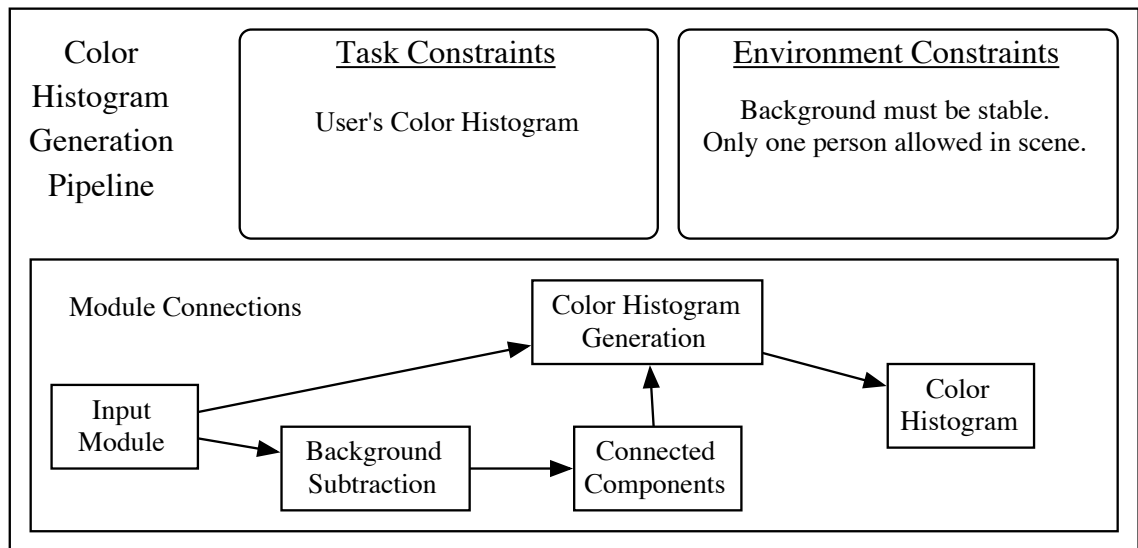 Color
Histogram
Generation
Pipeline
Task Constraints
User's Color Histogram
Environment Constraints
Background must be stable.
Only one person allowed in scene.
Module Connections
Color Histogram
Generation
Input
Module
Background
Subtraction
Connected
Components
Color
Histogram